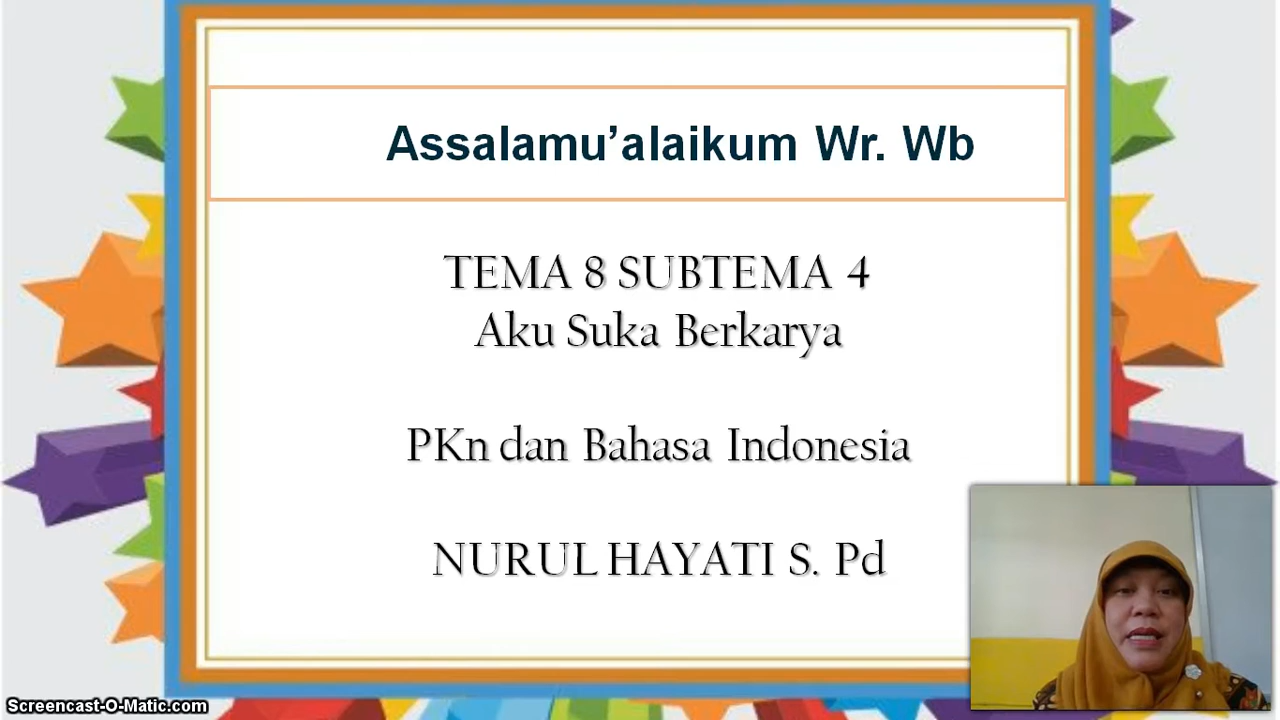 Assalamu’alaikum Wr. Wb
TEMA 8 SUBTEMA 4
Aku Suka Berkarya
PKn dan Bahasa Indonesia
NURUL HAYATI S. Pd
Screencast-O-Matic.com